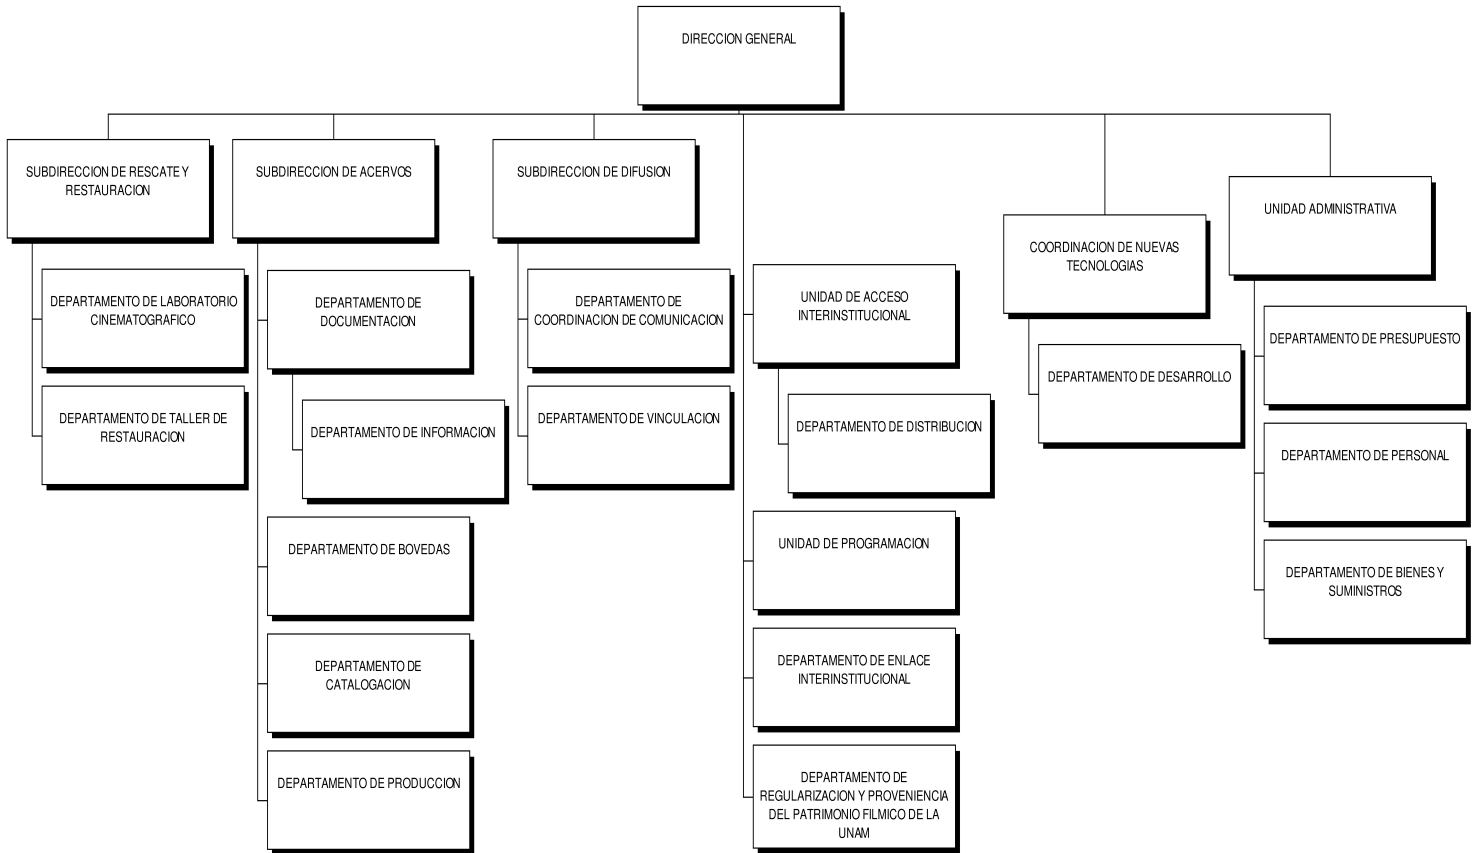 DIRECCION GENERAL
SUBDIRECCION DE RESCATE Y
RESTAURACION
DEPARTAMENTO DE LABORATORIO
CINEMATOGRAFICO
DEPARTAMENTO DE TALLER DE
RESTAURACION
SUBDIRECCION DE ACERVOS
DEPARTAMENTO DE
DOCUMENTACION
DEPARTAMENTO DE INFORMACION
DEPARTAMENTO DE BOVEDAS
DEPARTAMENTO DE
CATALOGACION
DEPARTAMENTO DE PRODUCCION
SUBDIRECCION DE DIFUSION
DEPARTAMENTO DE
COORDINACION DE COMUNICACION
DEPARTAMENTO DE VINCULACION
UNIDAD DE ACCESO
INTERINSTITUCIONAL
DEPARTAMENTO DE DISTRIBUCION
UNIDAD DE PROGRAMACION
DEPARTAMENTO DE ENLACE
INTERINSTITUCIONAL
DEPARTAMENTO DE
REGULARIZACION Y PROVENIENCIA
DEL PATRIMONIO FILMICO DE LA
UNAM
COORDINACION DE NUEVAS
TECNOLOGIAS
DEPARTAMENTO DE DESARROLLO
UNIDAD ADMINISTRATIVA
DEPARTAMENTO DE PRESUPUESTO
DEPARTAMENTO DE PERSONAL
DEPARTAMENTO DE BIENES Y
SUMINISTROS